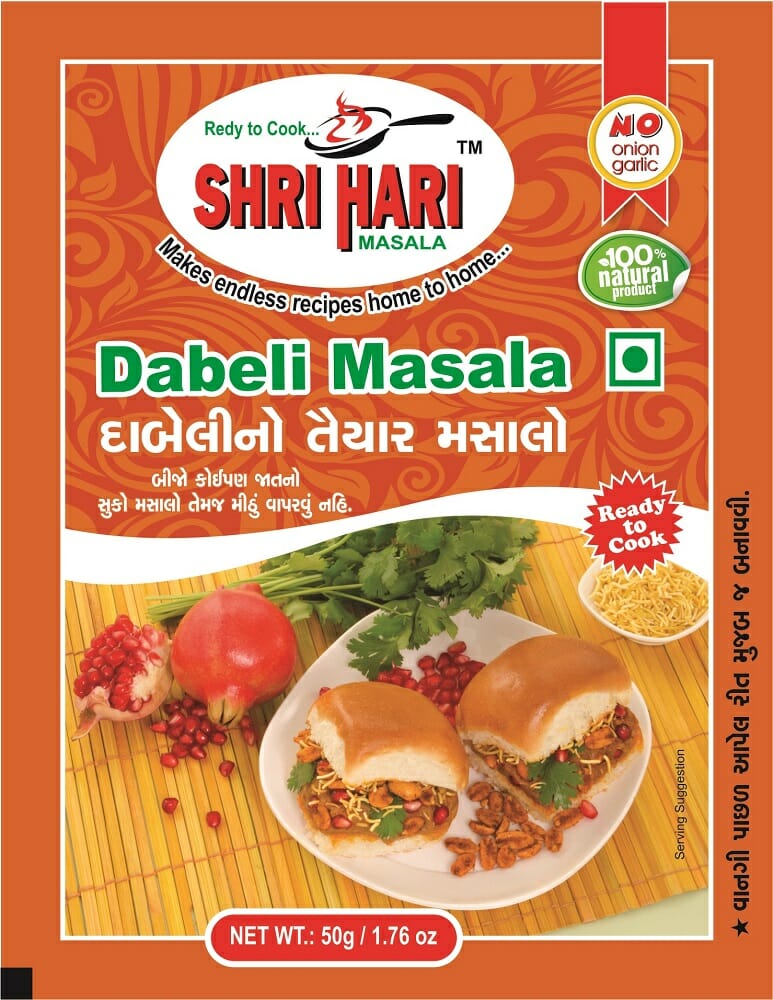 Redy to Cook...
SHRI HARI
TM
MASALA
Makes endless recipes home to home...
NO
onion
garlic
100%
natural
product
Dabeli Masala
દાબેલીનો તૈયાર મસાલો
બીજો કોઈપણ જાતનો
સુકો મસાલો તેમજ મીઠું વાપરવું નહિ.
Ready
to
Cook
Serving Suggestion
★ વાનગી પાછળ આપેલ રીત મુજબ જ બનાવવી.
NET WT.: 50g / 1.76 oz